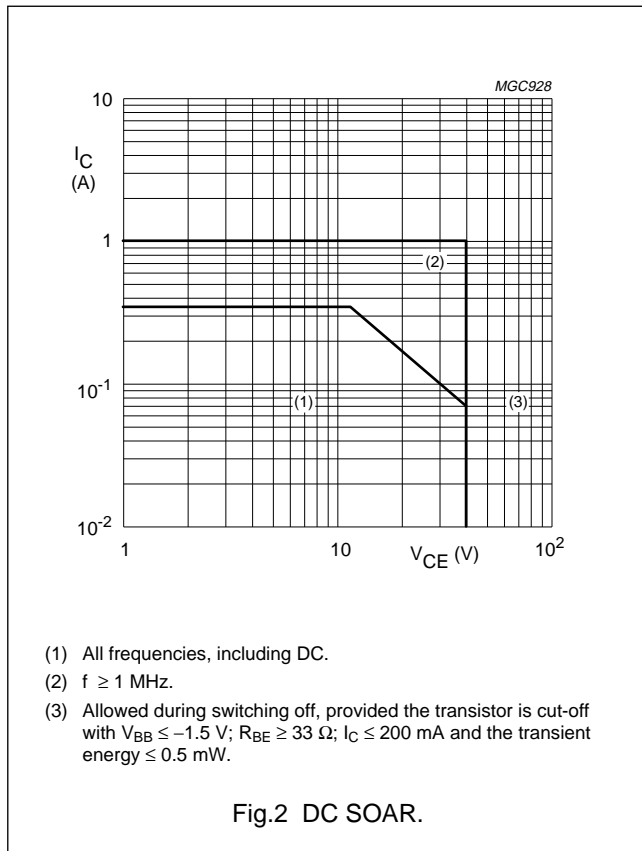 MGC928
10
I_C
(A)
1
(2)
10^-1
(1)
(3)
10^-2
1
10
V_CE (V)
10^2
(1) All frequencies, including DC.
(2) f ≥ 1 MHz.
(3) Allowed during switching off, provided the transistor is cut-off
with V_BB ≤ −1.5 V; R_BE ≥ 33 Ω; I_C ≤ 200 mA and the transient
energy ≤ 0.5 mW.
Fig.2 DC SOAR.